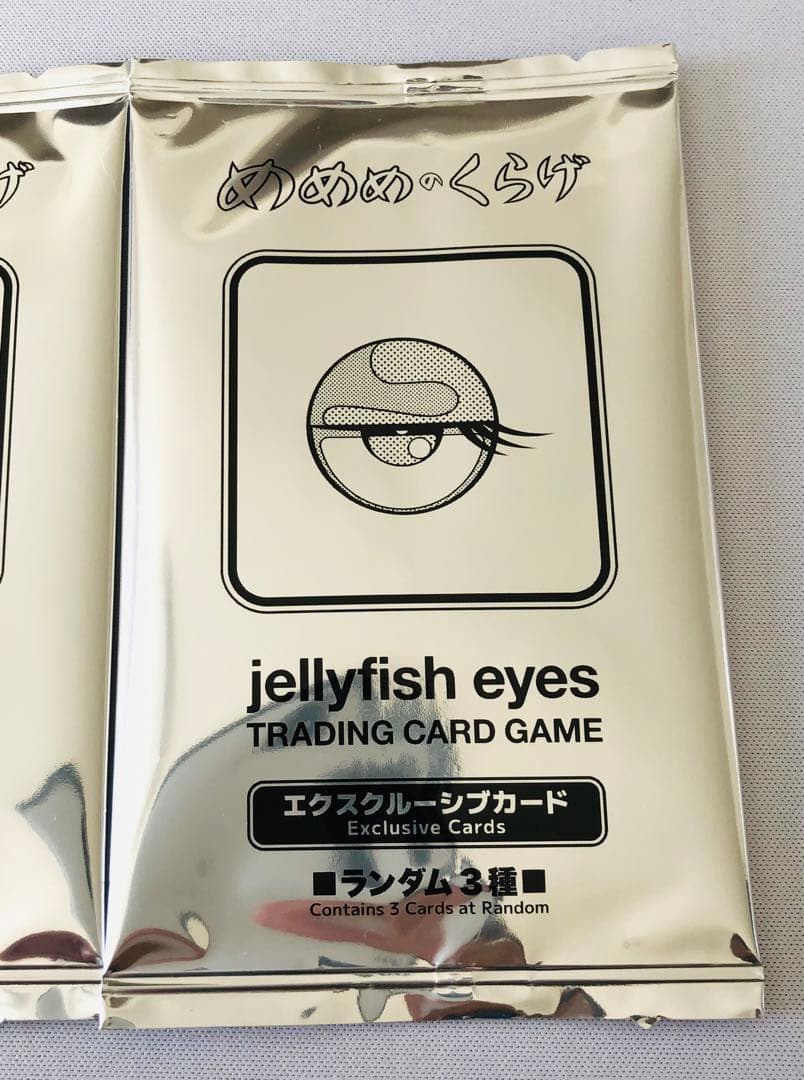 げ
めめめのくらげ
jellyfish eyes
TRADING CARD GAME
エクスクルーシブカード
Exclusive Cards
■ランダム3種■
Contains 3 Cards at Random